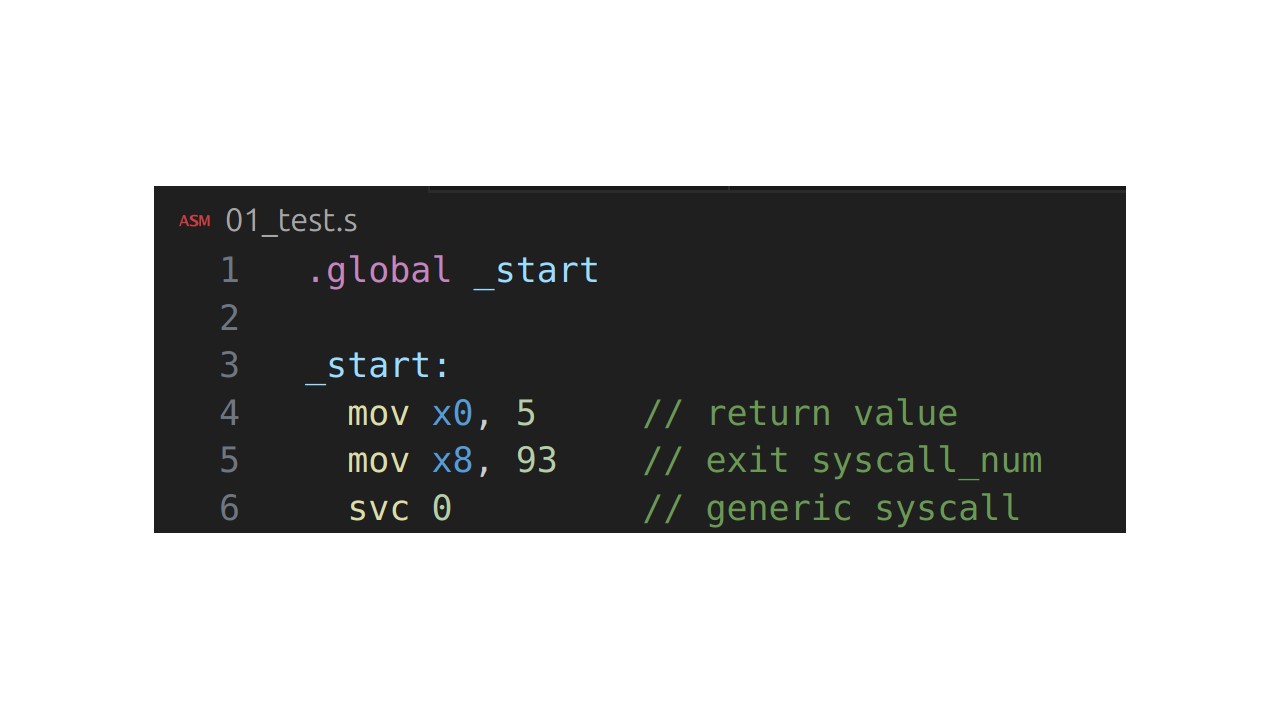 ASM 01_test.s
1 .global _start
2
3 _start:
4 mov x0, 5 // return value
5 mov x8, 93 // exit syscall_num
6 svc 0 // generic syscall